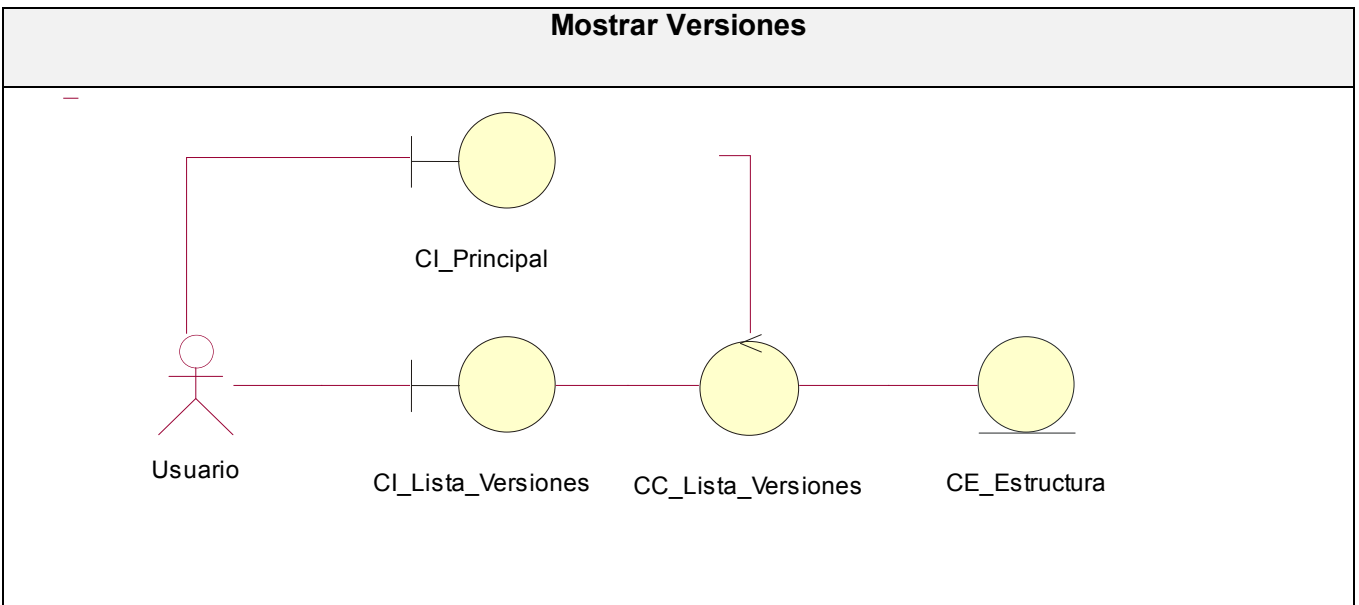 Mostrar Versiones
CI_Principal
Usuario
CI_Lista_Versiones
CC_Lista_Versiones
CE_Estructura